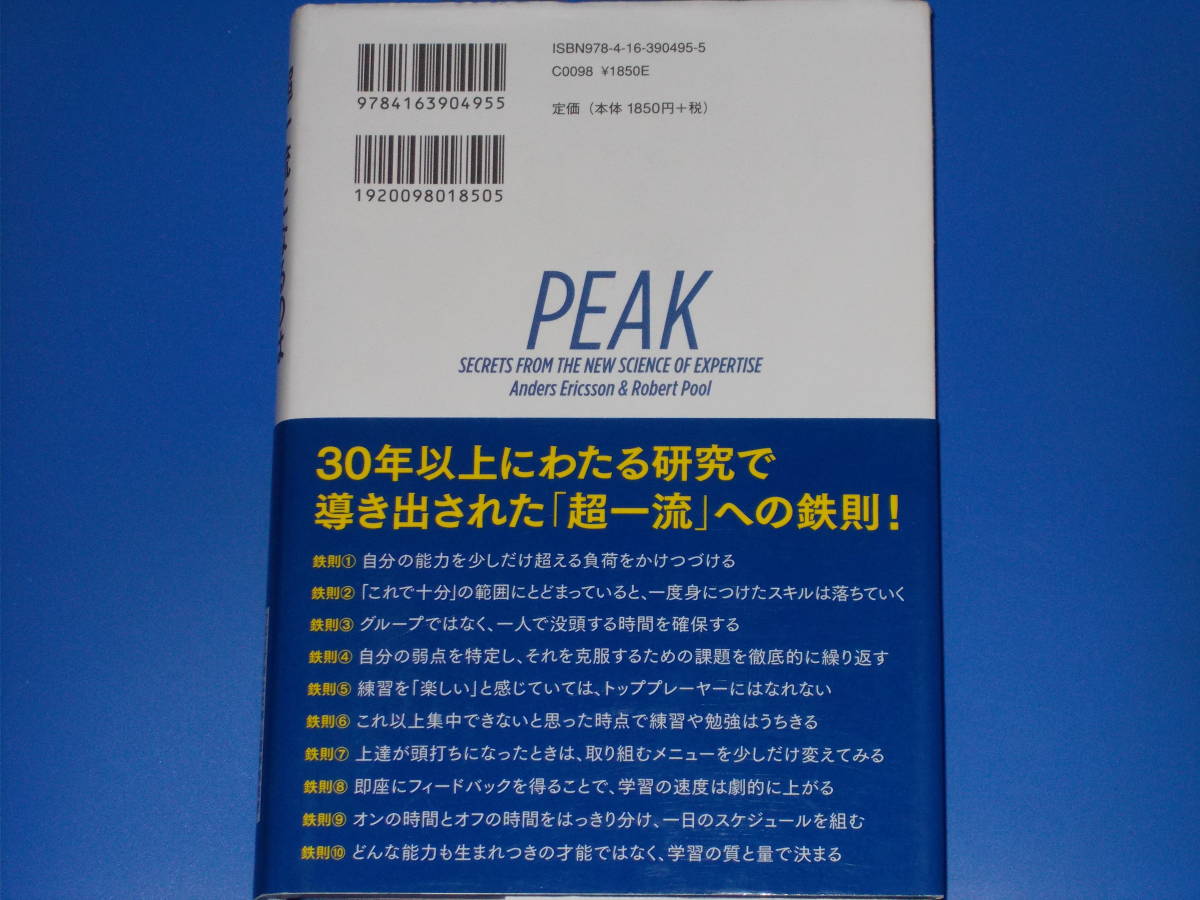 ISBN978-4-16-390495-5
C0098 ¥1850E
定価（本体 1850円＋税）
9784163904955
1920098018505
PEAK
SECRETS FROM THE NEW SCIENCE OF EXPERTISE
Anders Ericsson & Robert Pool
30年以上にわたる研究で
導き出された「超一流」への鉄則！
鉄則① 自分の能力を少しだけ超える負荷をかけつづける
鉄則② 「これで十分」の範囲にとどまっていると、一度身につけたスキルは落ちていく
鉄則③ グループではなく、一人で没頭する時間を確保する
鉄則④ 自分の弱点を特定し、それを克服するための課題を徹底的に繰り返す
鉄則⑤ 練習を「楽しい」と感じていては、トッププレーヤーにはなれない
鉄則⑥ これ以上集中できないと思った時点で練習や勉強はうちきる
鉄則⑦ 上達が頭打ちになったときは、取り組むメニューを少しだけ変えてみる
鉄則⑧ 即座にフィードバックを得ることで、学習の速度は劇的に上がる
鉄則⑨ オンの時間とオフの時間をはっきり分け、一日のスケジュールを組む
鉄則⑩ どんな能力も生まれつきの才能ではなく、学習の質と量で決まる